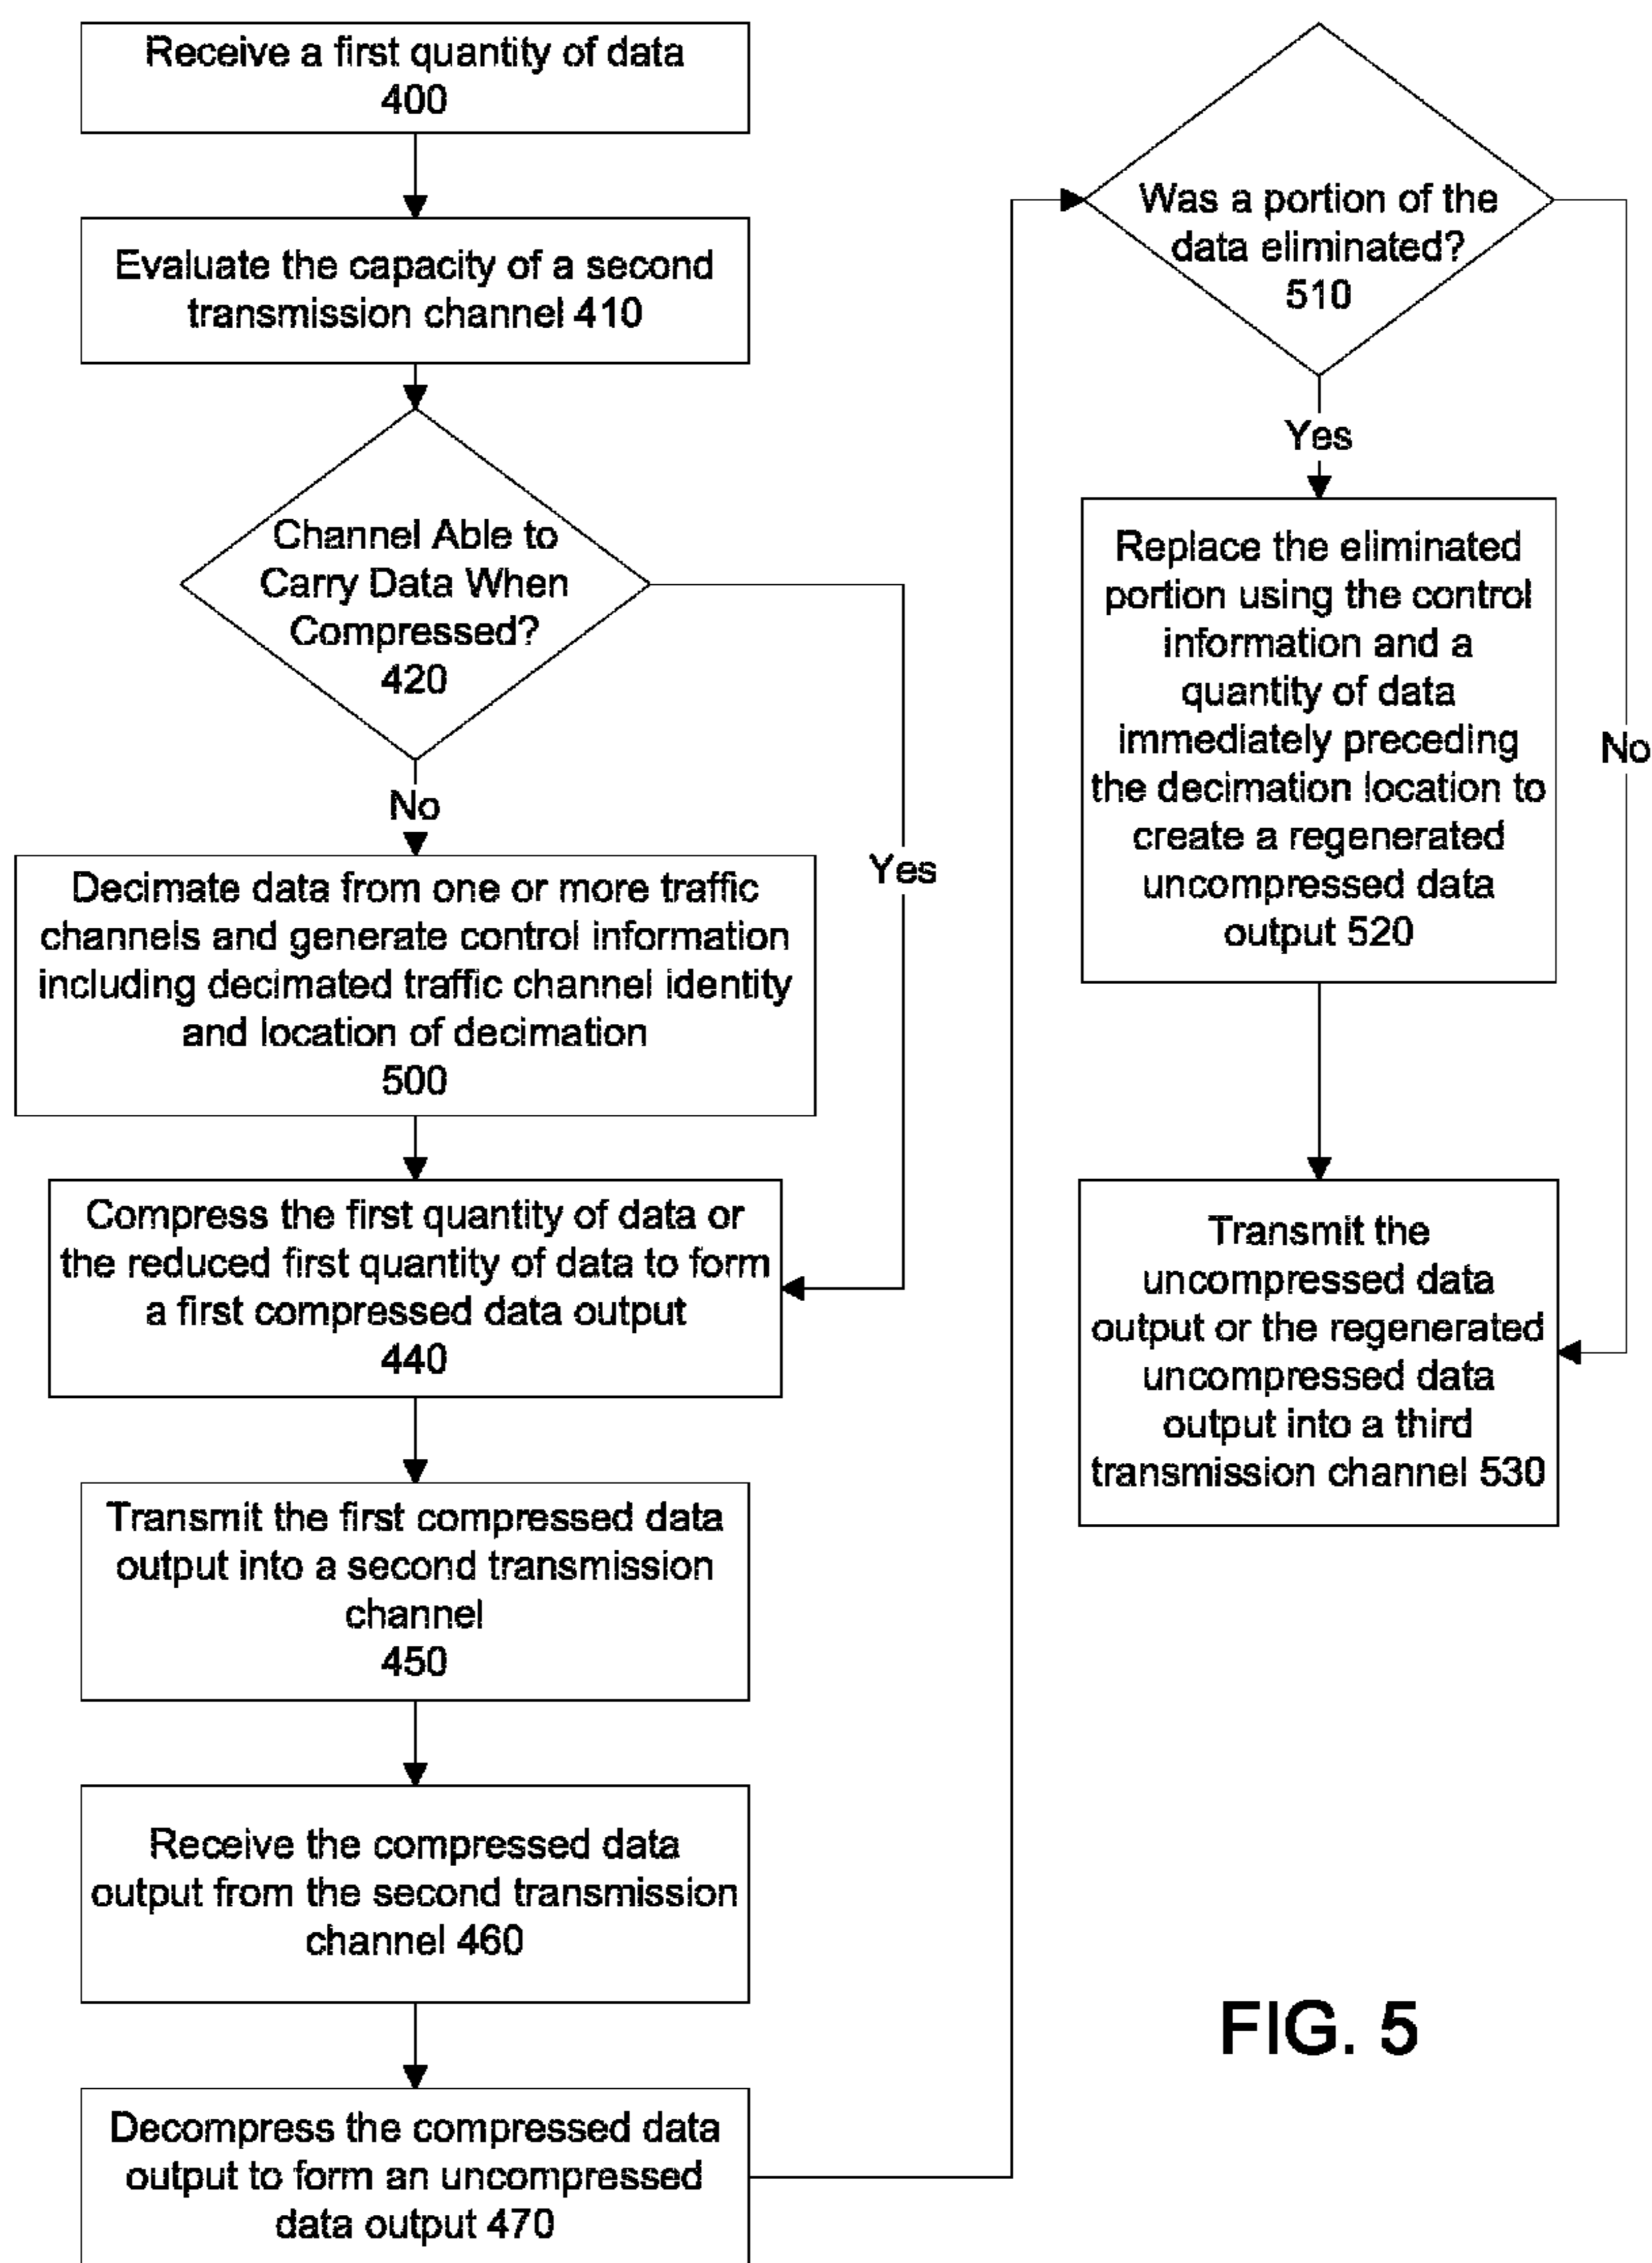 Receive a first quantity of data
400
Evaluate the capacity of a second
transmission channel 410
Channel Able to
Carry Data When
Compressed?
420
No
Yes
Decimate data from one or more traffic
channels and generate control information
including decimated traffic channel identity
and location of decimation
500
Compress the first quantity of data or
the reduced first quantity of data to form
a first compressed data output
440
Transmit the first compressed data
output into a second transmission
channel
450
Receive the compressed data
output from the second transmission
channel 460
Decompress the compressed data
output to form an uncompressed
data output 470
Was a portion of the
data eliminated?
510
Yes
No
Replace the eliminated
portion using the control
information and a
quantity of data
immediately preceding
the decimation location to
create a regenerated
uncompressed data
output 520
Transmit the
uncompressed data
output or the regenerated
uncompressed data
output into a third
transmission channel 530
FIG. 5